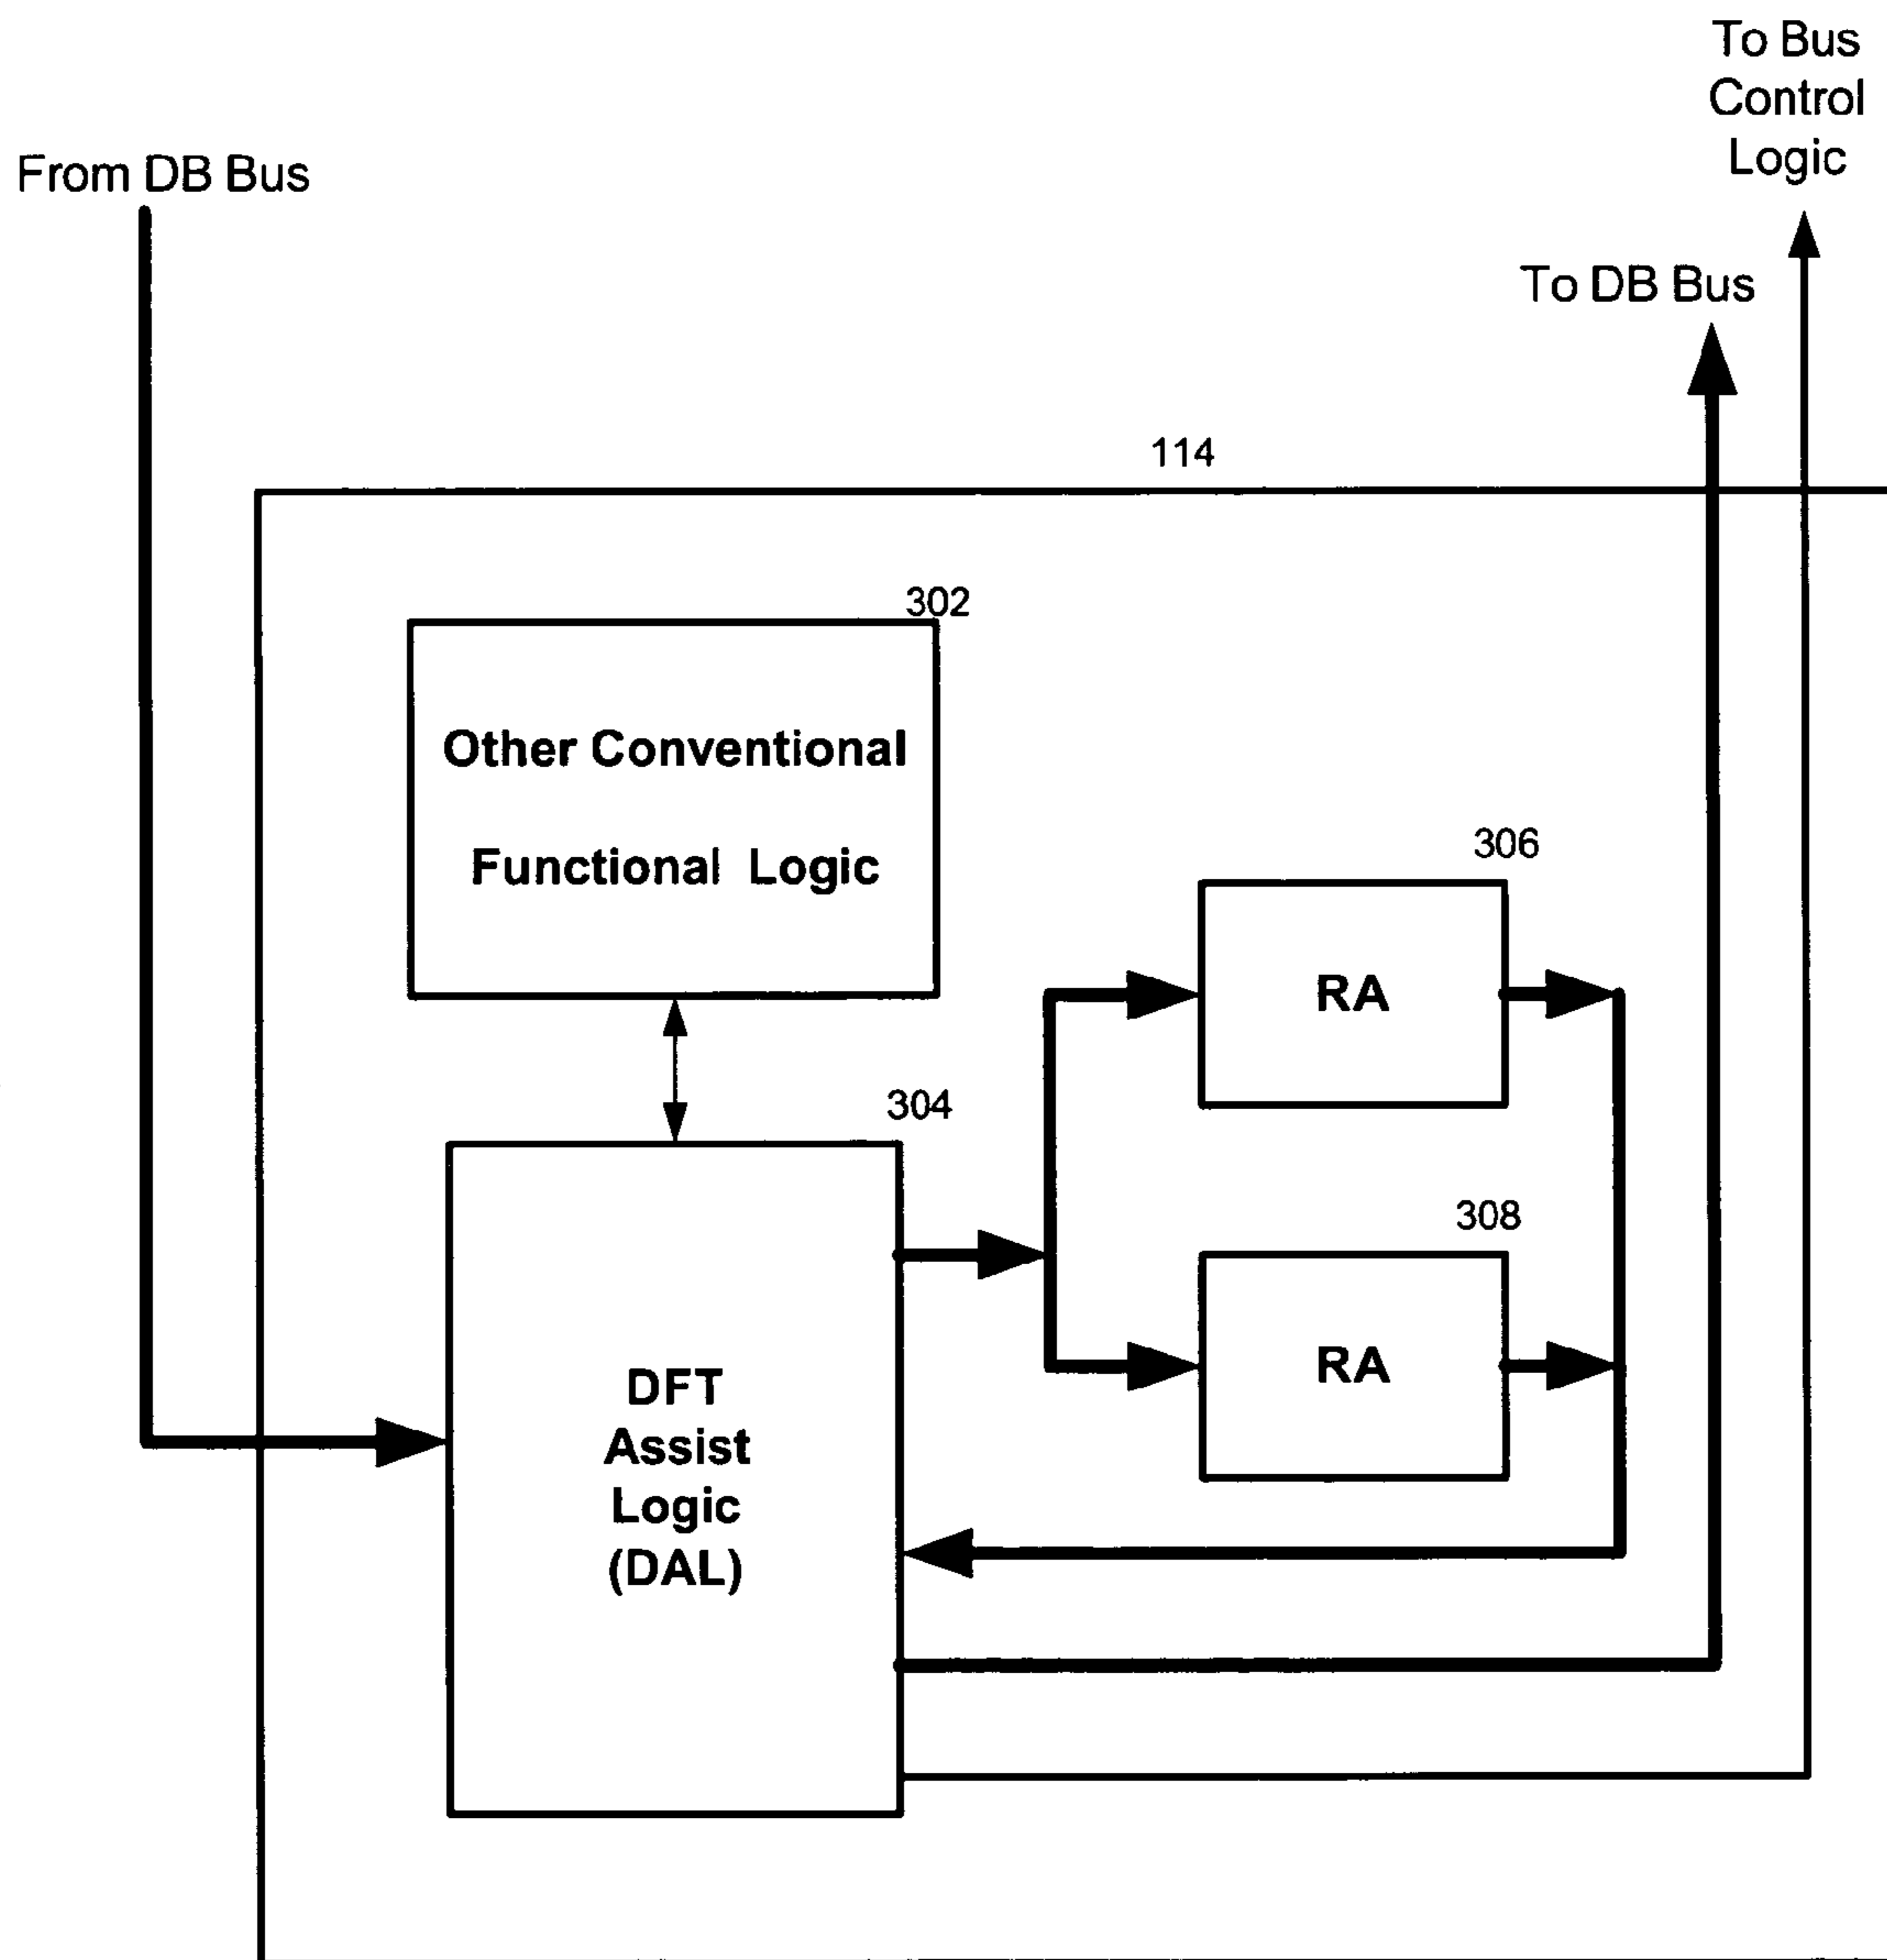 To Bus
Control
Logic
From DB Bus
To DB Bus
114
302
Other Conventional
Functional Logic
306
RA
304
308
RA
DFT
Assist
Logic
(DAL)